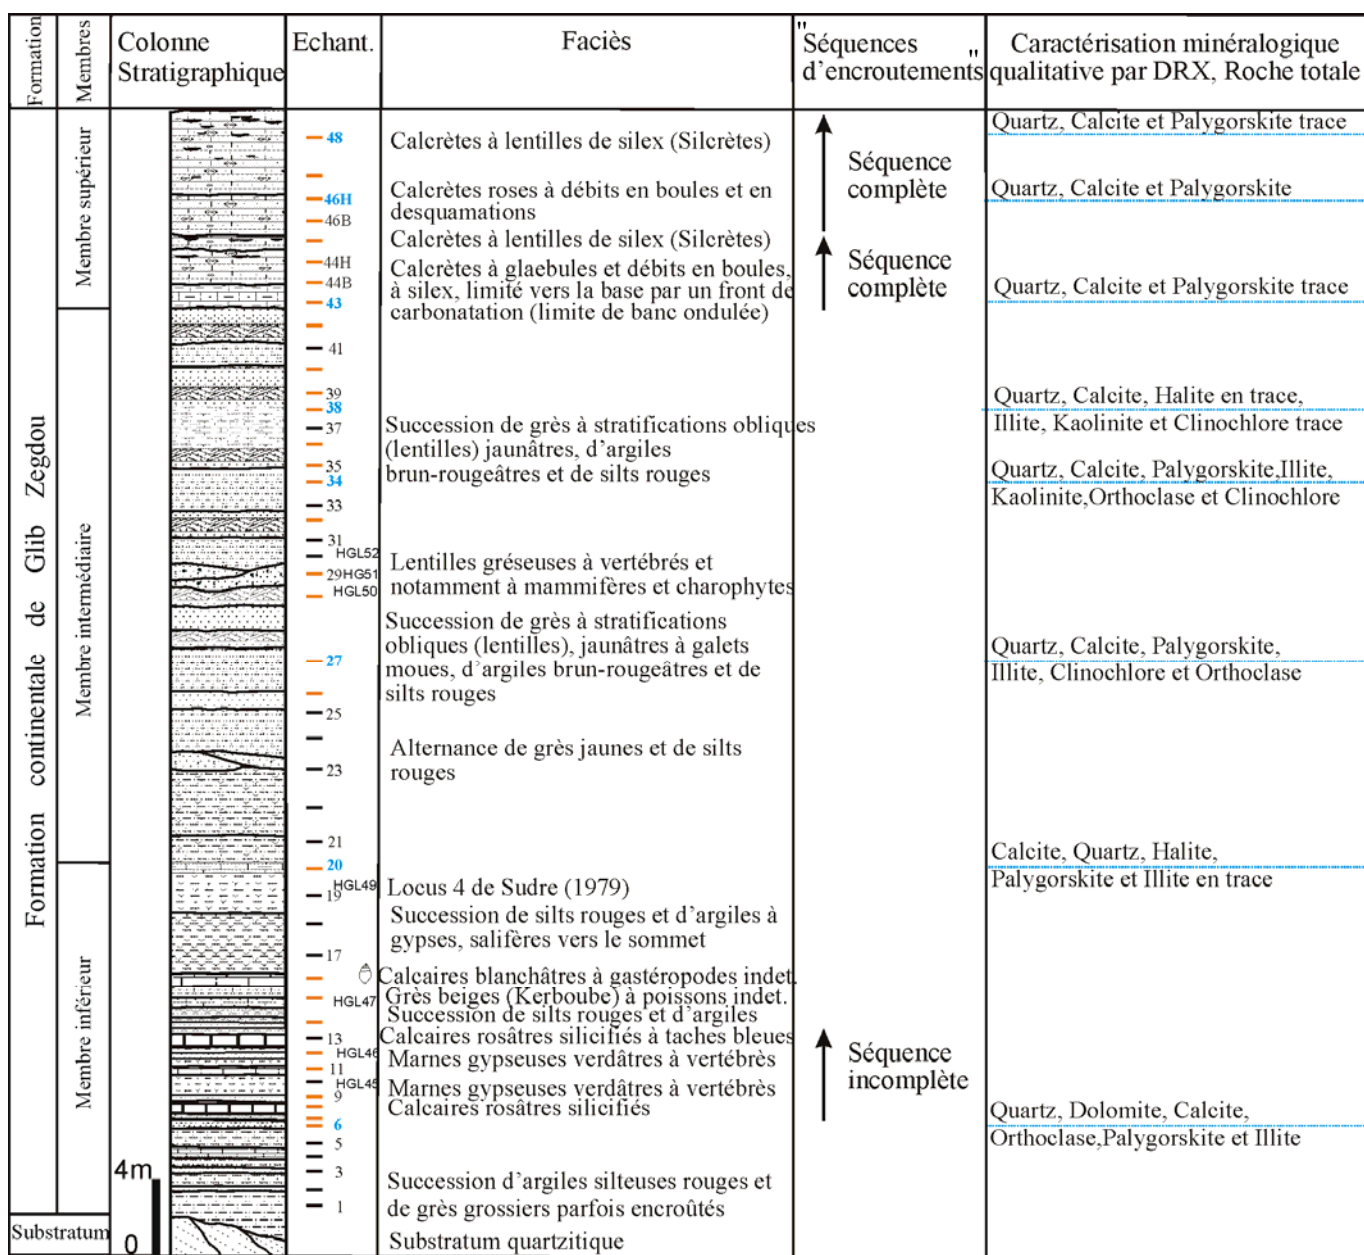 Formation
Membres
Colonne
Stratigraphique
Echant.
Faciès
"Séquences
d'encroutements"
Caractérisation minéralogique
qualitative par DRX, Roche totale
Formation continentale de Glib Zegdou
Membre supérieur
Membre intermédiaire
Membre inférieur
Substratum
4m
0
48
46H
46B
44H
44B
43
41
39
38
37
35
34
33
31
HGL52
29HG51
HGL50
27
25
23
21
20
HGL49
19
17
HGL47
13
HGL46
11
HGL45
9
6
5
3
1
Calcrètes à lentilles de silex (Silcrètes)
Calcrètes roses à débits en boules et en
desquamations
Calcrètes à lentilles de silex (Silcrètes)
Calcrètes à glaebules et débits en boules,
à silex, limité vers la base par un front de
carbonatation (limite de banc ondulée)
Succession de grès à stratifications obliques
(lentilles) jaunâtres, d'argiles
brun-rougeâtres et de silts rouges
Lentilles gréseuses à vertébrés et
notamment à mammifères et charophytes
Succession de grès à stratifications
obliques (lentilles), jaunâtres à galets
moues, d'argiles brun-rougeâtres et de
silts rouges
Alternance de grès jaunes et de silts
rouges
Locus 4 de Sudre (1979)
Succession de silts rouges et d'argiles à
gypses, salifères vers le sommet
Calcaires blanchâtres à gastéropodes indet.
Grès beiges (Kerboube) à poissons indet.
Succession de silts rouges et d'argiles
Calcaires rosâtres silicifiés à taches bleues
Marnes gypseuses verdâtres à vertébrès
Marnes gypseuses verdâtres à vertébrès
Calcaires rosâtres silicifiés
Succession d'argiles silteuses rouges et
de grès grossiers parfois encroûtés
Substratum quartzitique
Séquence
complète
Séquence
complète
Séquence
incomplète
Quartz, Calcite et Palygorskite trace
Quartz, Calcite et Palygorskite
Quartz, Calcite et Palygorskite trace
Quartz, Calcite, Halite en trace,
Illite, Kaolinite et Clinochlore trace
Quartz, Calcite, Palygorskite,Illite,
Kaolinite,Orthoclase et Clinochlore
Quartz, Calcite, Palygorskite,
Illite, Clinochlore et Orthoclase
Calcite, Quartz, Halite,
Palygorskite et Illite en trace
Quartz, Dolomite, Calcite,
Orthoclase,Palygorskite et Illite